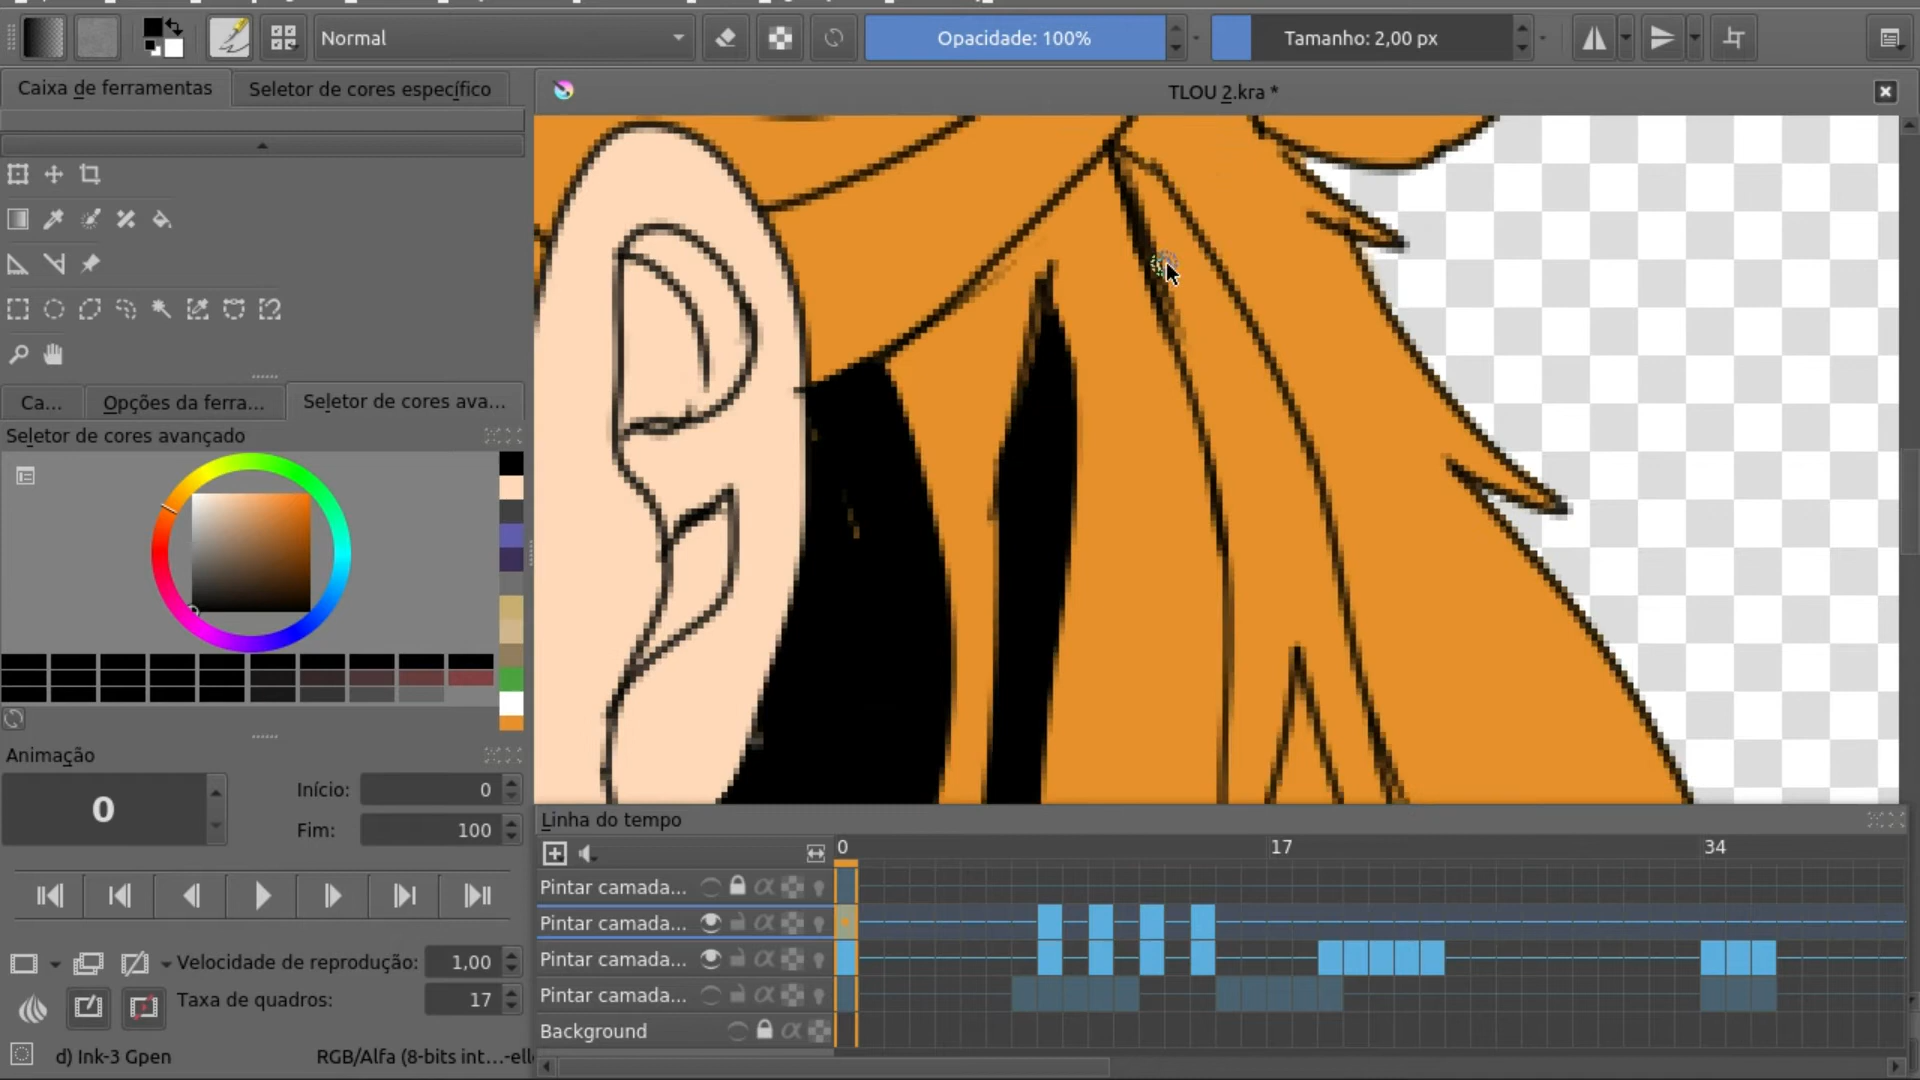 Normal
Opacidade: 100%
Tamanho: 2,00 px
Caixa de ferramentas
Seletor de cores específico
TLOU 2.kra *
Ca...
Opções da ferra...
Seletor de cores ava...
Seletor de cores avançado
Animação
0
Início:
0
Fim:
100
Velocidade de reprodução:
1,00
Taxa de quadros:
17
d) Ink-3 Gpen
RGB/Alfa (8-bits int...-ell
Linha do tempo
0
17
34
Pintar camada...
Pintar camada...
Pintar camada...
Pintar camada...
Background